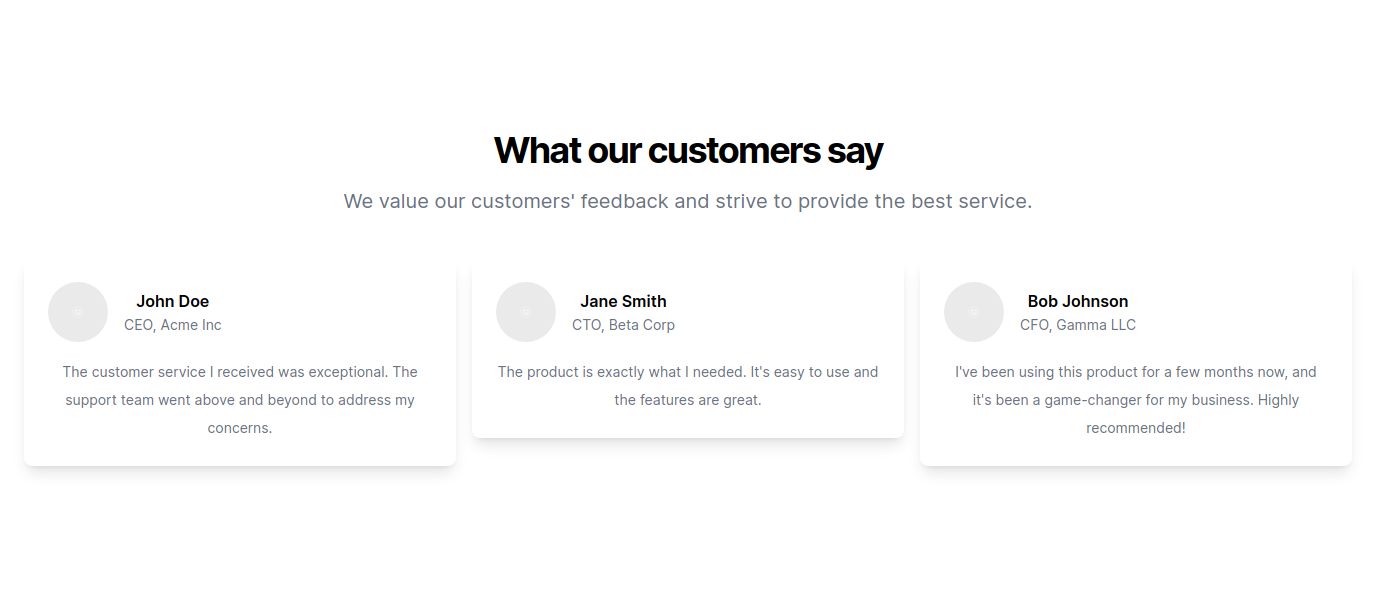 What our customers say
We value our customers' feedback and strive to provide the best service.
John Doe
CEO, Acme Inc
The customer service I received was exceptional. The
support team went above and beyond to address my
concerns.
Jane Smith
CTO, Beta Corp
The product is exactly what I needed. It's easy to use and
the features are great.
Bob Johnson
CFO, Gamma LLC
I've been using this product for a few months now, and
it's been a game-changer for my business. Highly
recommended!